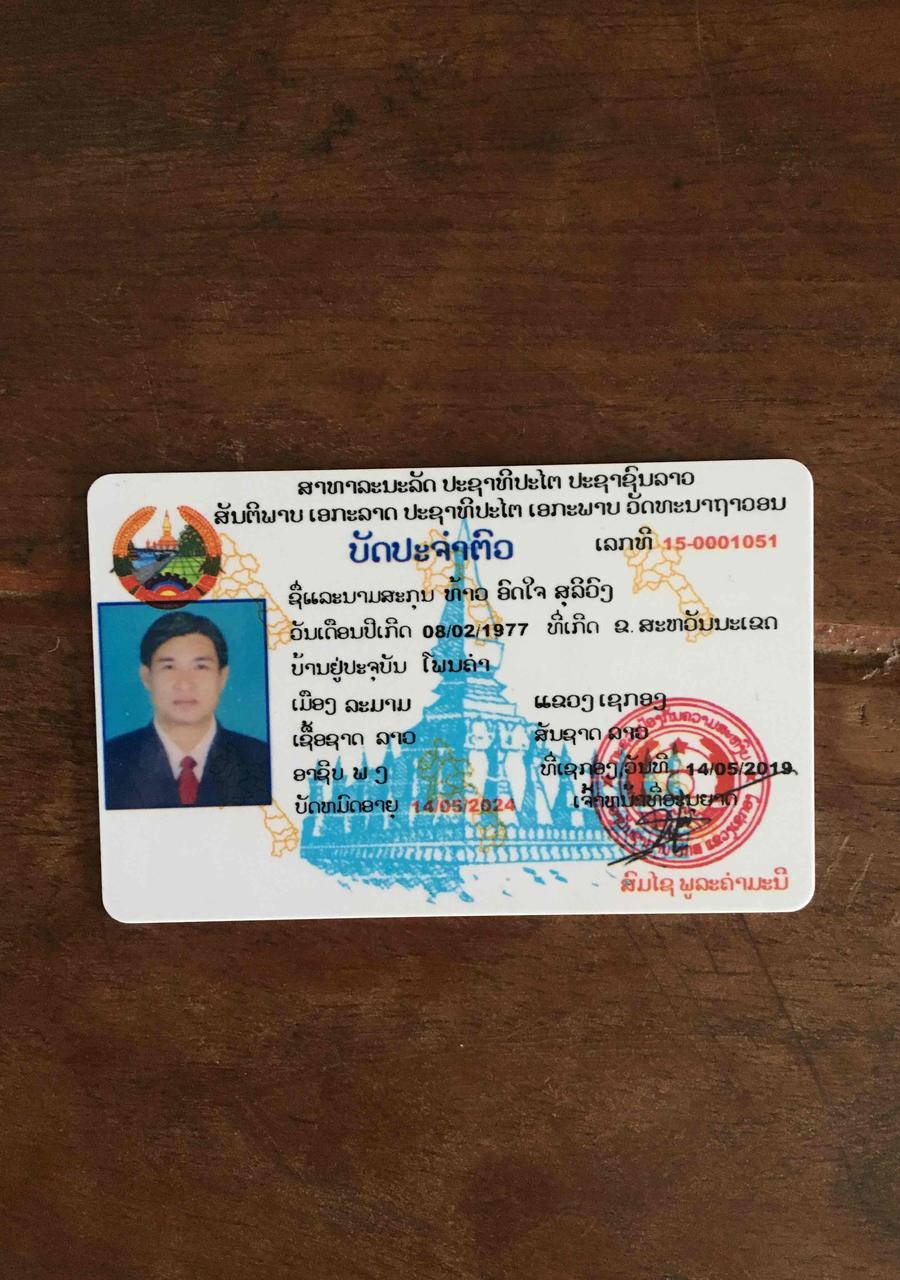 ສາທາລະນະລັດ ປະຊາທິປະໄຕ ປະຊາຊົນລາວ
ສັນຕິພາບ ເອກະລາດ ປະຊາທິປະໄຕ ເອກະພາບ ວັດທະນາຖາວອນ
ບັດປະຈຳຕົວ ເລກທີ 15-0001051
ຊື່ແລະນາມສະກຸນ ທ້າວ ອົດໃຈ ສຸລິວົງ
ວັນເດືອນປີເກີດ 08/02/1977 ທີ່ເກີດ ຂ. ສະຫວັນນະເຂດ
ບ້ານຢູ່ປະຈຸບັນ ໂພນຄຳ
ເມືອງ ລະມາມ ແຂວງ ເຊກອງ
ເຊື້ອຊາດ ລາວ ສັນຊາດ ລາວ
ອາຊີບ ພ ງ ທີ່ເຊກອງ,ວັນທີ 14/05/2019
ບັດໝົດອາຍຸ 14/05/2024 ເຈົ້າໜ້າທີ່ອະນຸຍາດ
ສົມໄຊ ພູລະຄຳມະນີ